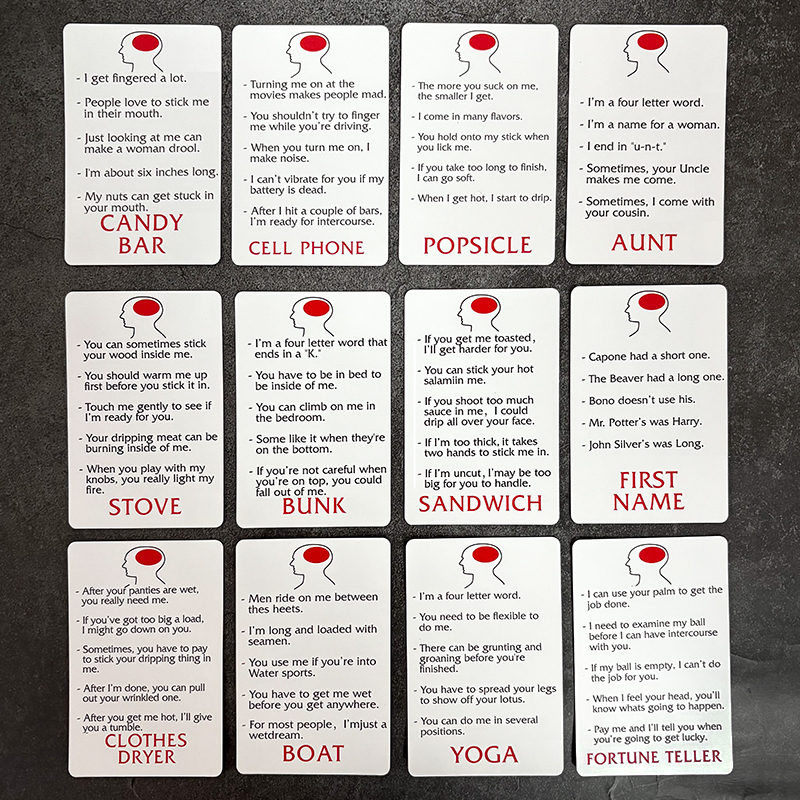 - I get fingered a lot.
- People love to stick me
in their mouth.
- Just looking at me can
make a woman drool.
- I'm about six inches long.
- My nuts can get stuck in
your mouth.
CANDY
BAR
- Turning me on at the
movies makes people mad.
- You shouldn't try to finger
me while you're driving.
- When you turn me on, I
make noise.
- I can't vibrate for you if my
battery is dead.
- After I hit a couple of bars,
I'm ready for intercourse.
CELL PHONE
- The more you suck on me,
the smaller I get.
- I come in many flavors.
- You hold onto my stick when
you lick me.
- If you take too long to finish,
I can go soft.
- When I get hot, I start to drip.
POPSICLE
- I'm a four letter word.
- I'm a name for a woman.
- I end in "u-n-t."
- Sometimes, your Uncle
makes me come.
- Sometimes, I come with
your cousin.
AUNT
- You can sometimes stick
your wood inside me.
- You should warm me up
first before you stick it in.
- Touch me gently to see if
I'm ready for you.
- Your dripping meat can be
burning inside of me.
- When you play with my
knobs, you really light my
fire.
STOVE
- I'm a four letter word that
ends in a "K."
- You have to be in bed to
be inside of me.
- You can climb on me in
the bedroom.
- Some like it when they're
on the bottom.
- If you're not careful when
you're on top, you could
fall out of me.
BUNK
- If you get me toasted,
I'll get harder for you.
- You can stick your hot
salamiin me.
- If you shoot too much
sauce in me, I could
drip all over your face.
- If I'm too thick, it takes
two hands to stick me in.
- If I'm uncut, I'may be too
big for you to handle.
SANDWICH
- Capone had a short one.
- The Beaver had a long one.
- Bono doesn't use his.
- Mr. Potter's was Harry.
- John Silver's was Long.
FIRST
NAME
- After your panties are wet,
you really need me.
- If you've got too big a load,
I might go down on you.
- Sometimes, you have to pay
to stick your dripping thing in
me.
- After I'm done, you can pull
out your wrinkled one.
- After you get me hot, I'll give
you a tumble.
CLOTHES
DRYER
- Men ride on me between
thes heets.
- I'm long and loaded with
seamen.
- You use me if you're into
Water sports.
- You have to get me wet
before you get anywhere.
- For most people, I'mjust a
wetdream.
BOAT
- I'm a four letter word.
- You need to be flexible to
do me.
- There can be grunting and
groaning before you're
finished.
- You have to spread your legs
to show off your lotus.
- You can do me in several
positions.
YOGA
- I can use your palm to get the
job done.
- I need to examine my ball
before I can have intercourse
with you.
- If my ball is empty, I can't do
the job for you.
- When I feel your head, you'll
know whats going to happen.
- Pay me and I'll tell you when
you're going to get lucky.
FORTUNE TELLER